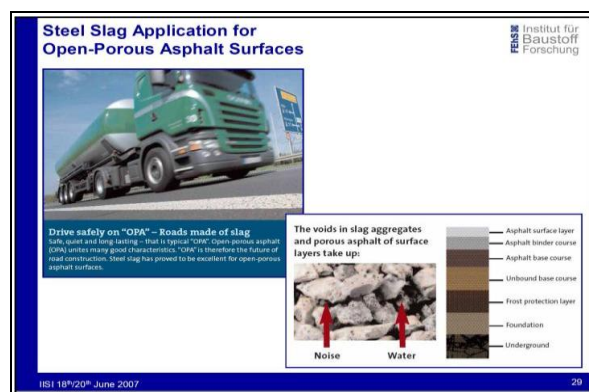 Steel Slag Application for
Open-Porous Asphalt Surfaces
FEhS
Institut für
Baustoff
Forschung
Drive safely on "OPA" – Roads made of slag
Safe, quiet and long-lasting – that is typical "OPA". Open-porous asphalt
(OPA) unites many good characteristics. "OPA" is therefore the future of
road construction. Steel slag has proved to be excellent for open-porous
asphalt surfaces.
The voids in slag aggregates
and porous asphalt of surface
layers take up:
Noise
Water
Asphalt surface layer
Asphalt binder course
Asphalt base course
Unbound base course
Frost protection layer
Foundation
Underground
IISI 18th/20th June 2007
29